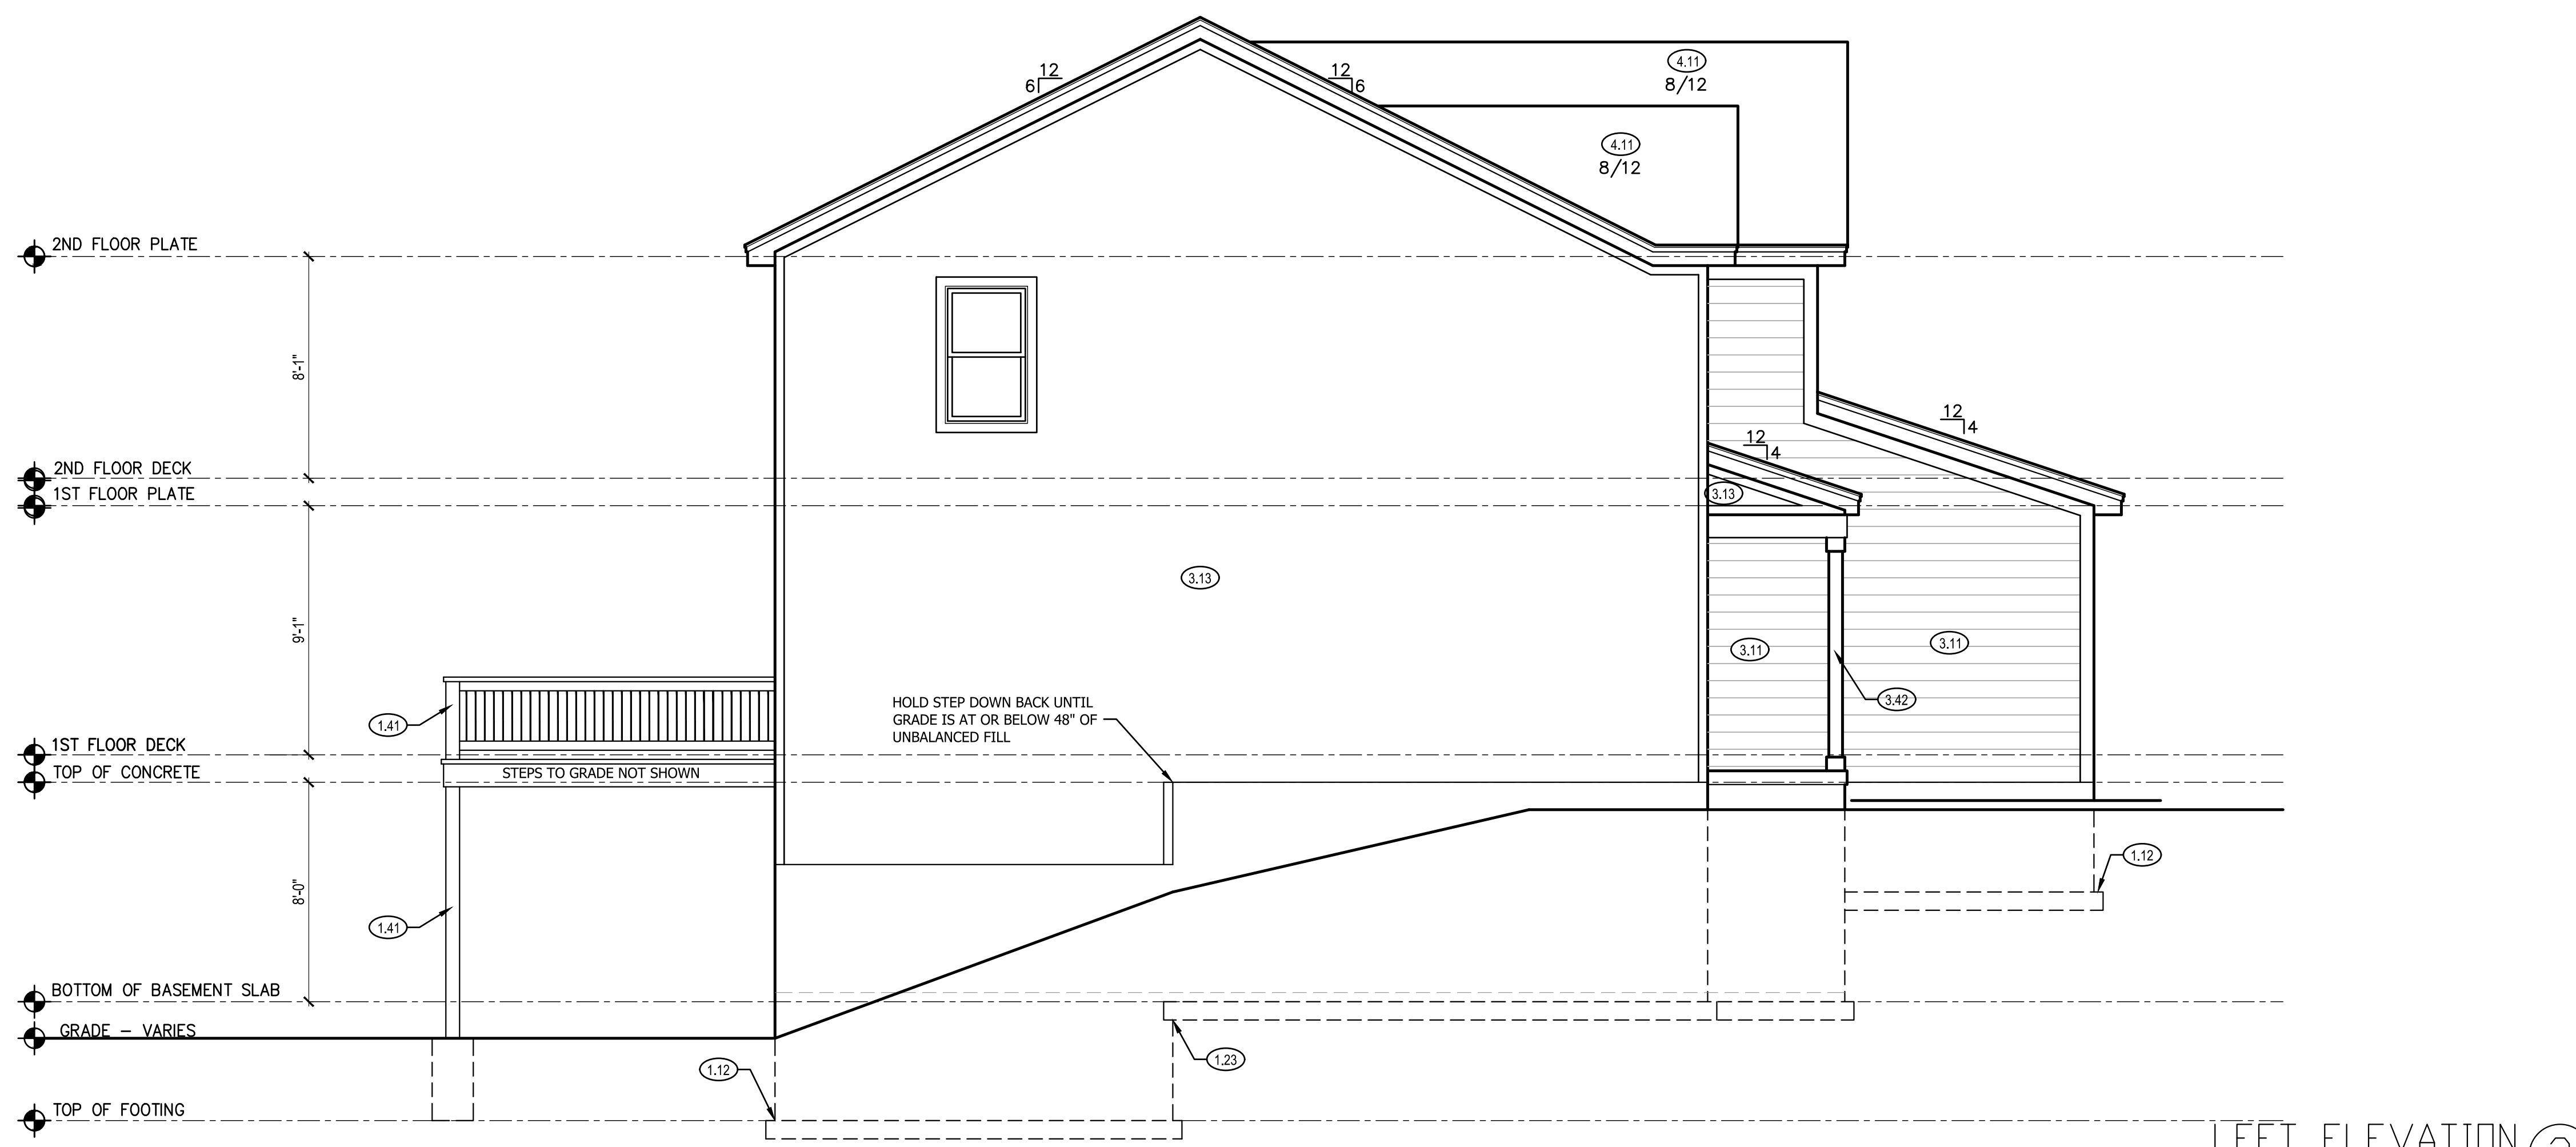 4.11
8/12
12
6
12
6
4.11
8/12
2ND FLOOR PLATE
8'-1"
12
4
12
4
2ND FLOOR DECK
1ST FLOOR PLATE
3.13
3.13
9'-1"
3.11
3.11
3.42
HOLD STEP DOWN BACK UNTIL
GRADE IS AT OR BELOW 48" OF
UNBALANCED FILL
1.41
1ST FLOOR DECK
TOP OF CONCRETE
STEPS TO GRADE NOT SHOWN
1.12
8'-0"
1.41
BOTTOM OF BASEMENT SLAB
GRADE - VARIES
1.23
1.12
TOP OF FOOTING
LEFT ELEVATION